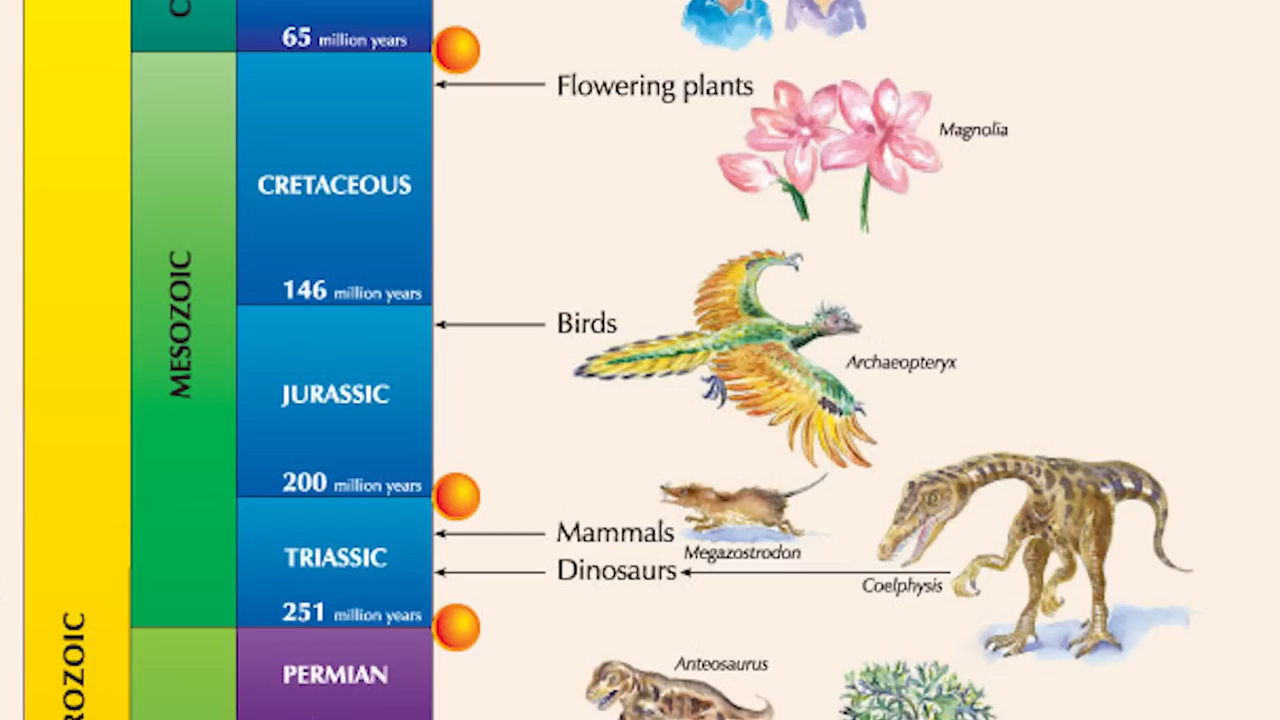 65 million years
Flowering plants
Magnolia
CRETACEOUS
146 million years
MESOZOIC
Birds
Archaeopteryx
JURASSIC
200 million years
Mammals
Megazostrodon
TRIASSIC
Dinosaurs
Coelphysis
251 million years
PERMIAN
Anteosaurus